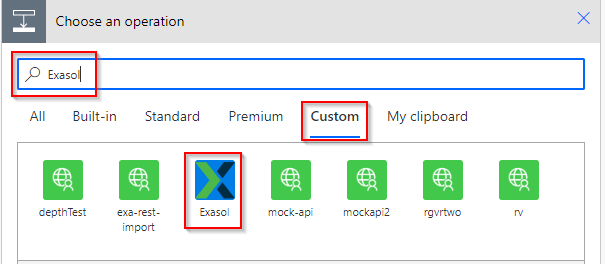 Choose an operation
Exasol
All Built-in Standard Premium Custom My clipboard
depthTest exa-rest-import Exasol mock-api mockapi2 rgvrtwo rv